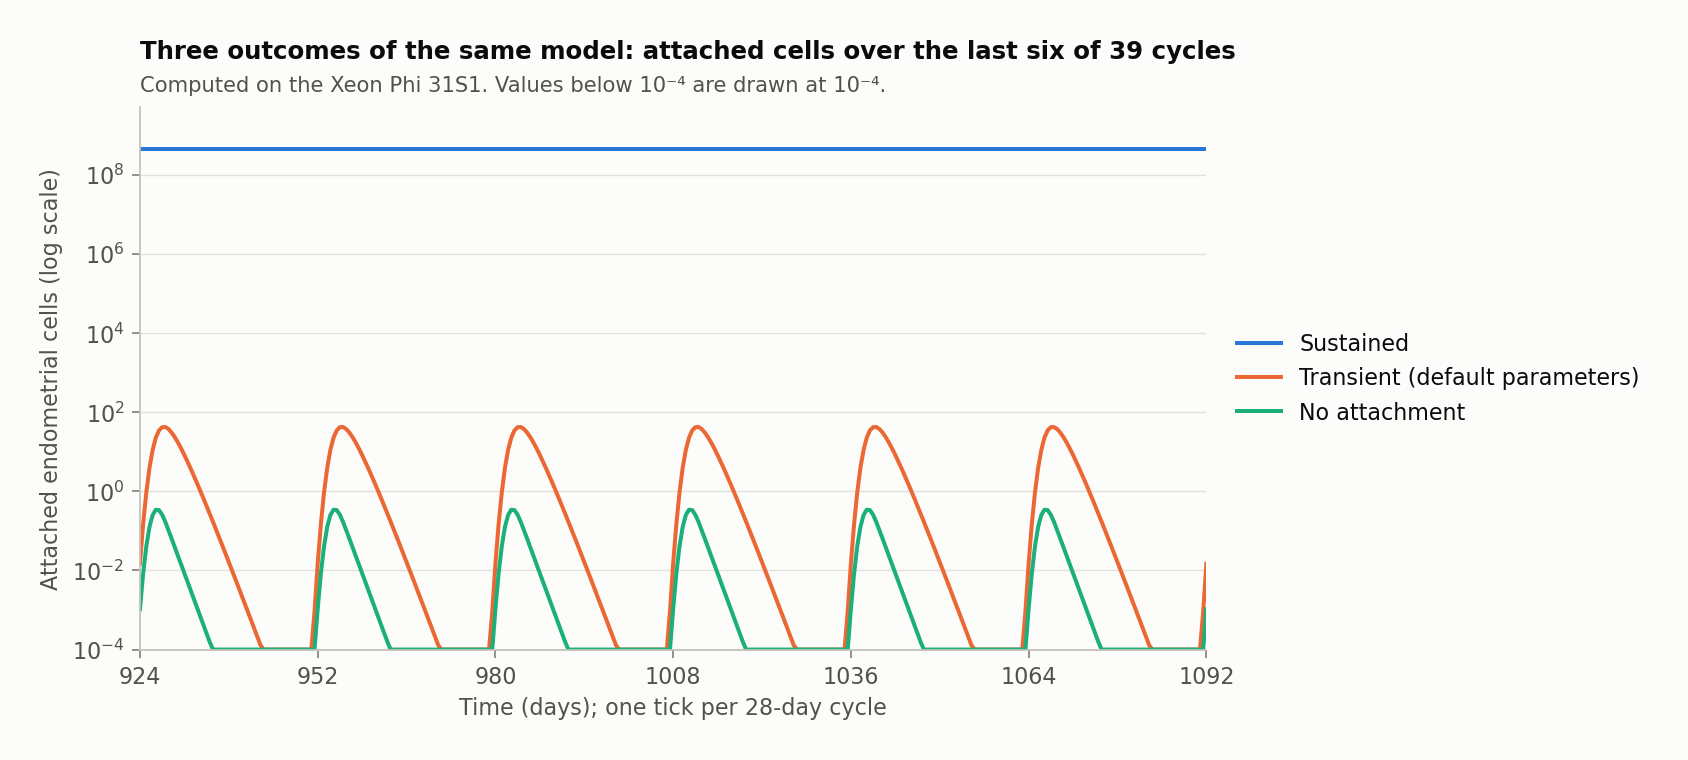 Three outcomes of the same model: attached cells over the last six of 39 cycles
Computed on the Xeon Phi 31S1. Values below 10⁻⁴ are drawn at 10⁻⁴.
Attached endometrial cells (log scale)
10⁸
10⁶
10⁴
10²
10⁰
10⁻²
10⁻⁴
924 952 980 1008 1036 1064 1092
Time (days); one tick per 28-day cycle
Sustained
Transient (default parameters)
No attachment